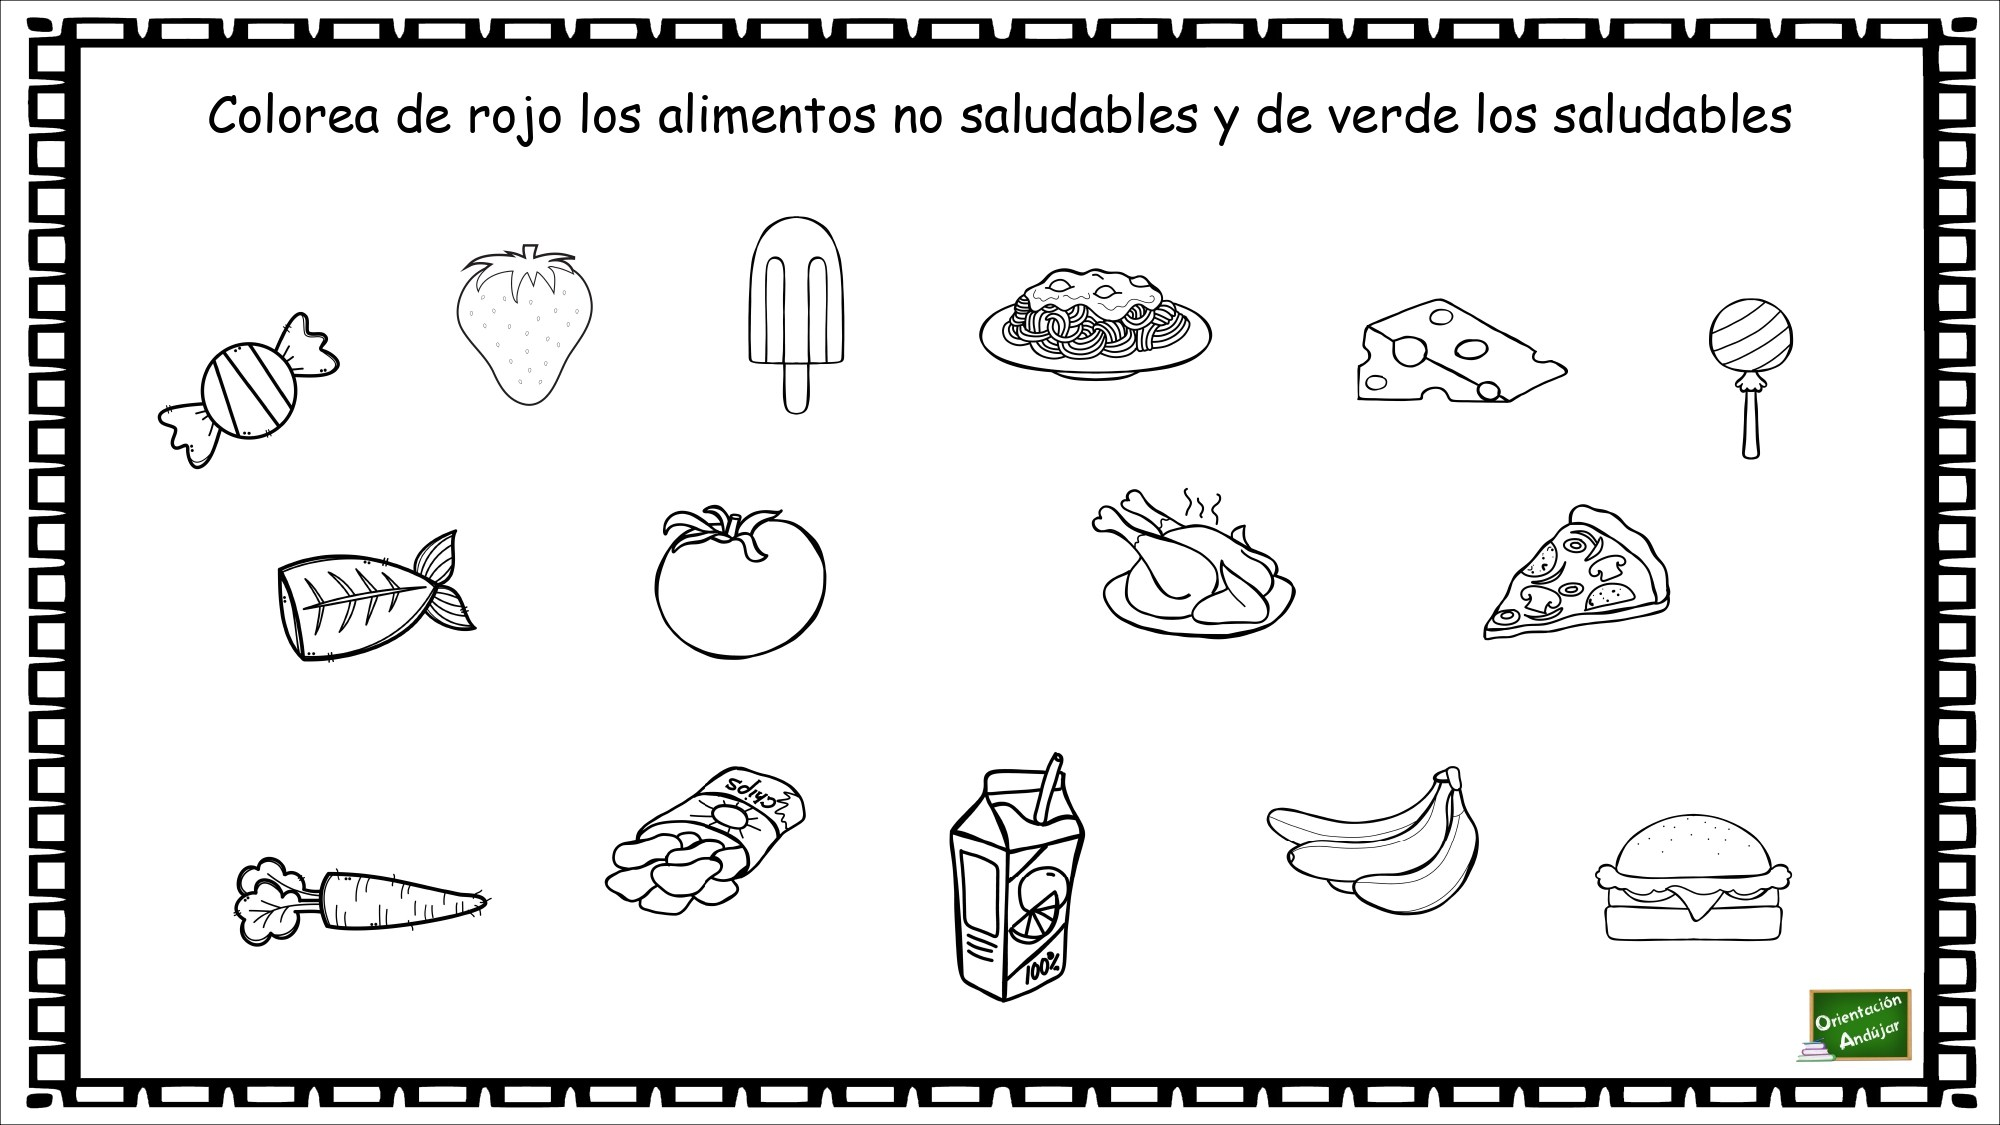 Colorea de rojo los alimentos no saludables y de verde los saludables
chips
100%
Orientación
Andújar